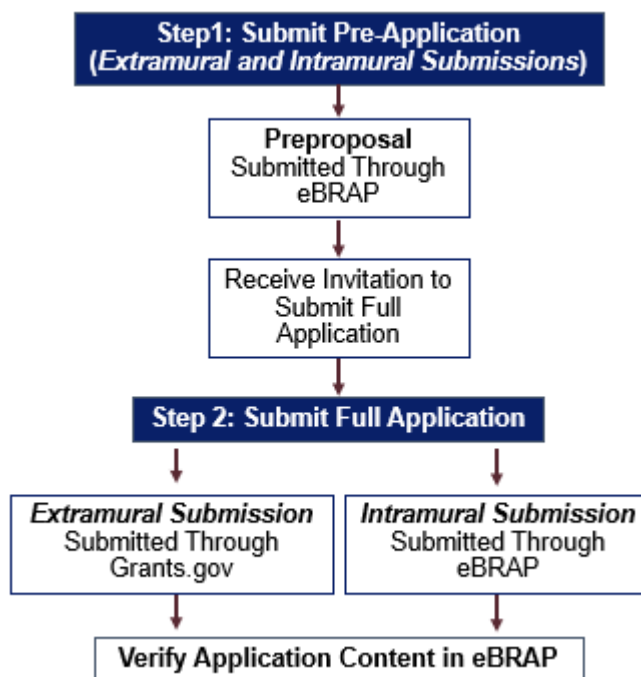 Step1: Submit Pre-Application
(Extramural and Intramural Submissions)
Preproposal
Submitted Through
eBRAP
Receive Invitation to
Submit Full
Application
Step 2: Submit Full Application
Extramural Submission
Submitted Through
Grants.gov
Intramural Submission
Submitted Through
eBRAP
Verify Application Content in eBRAP